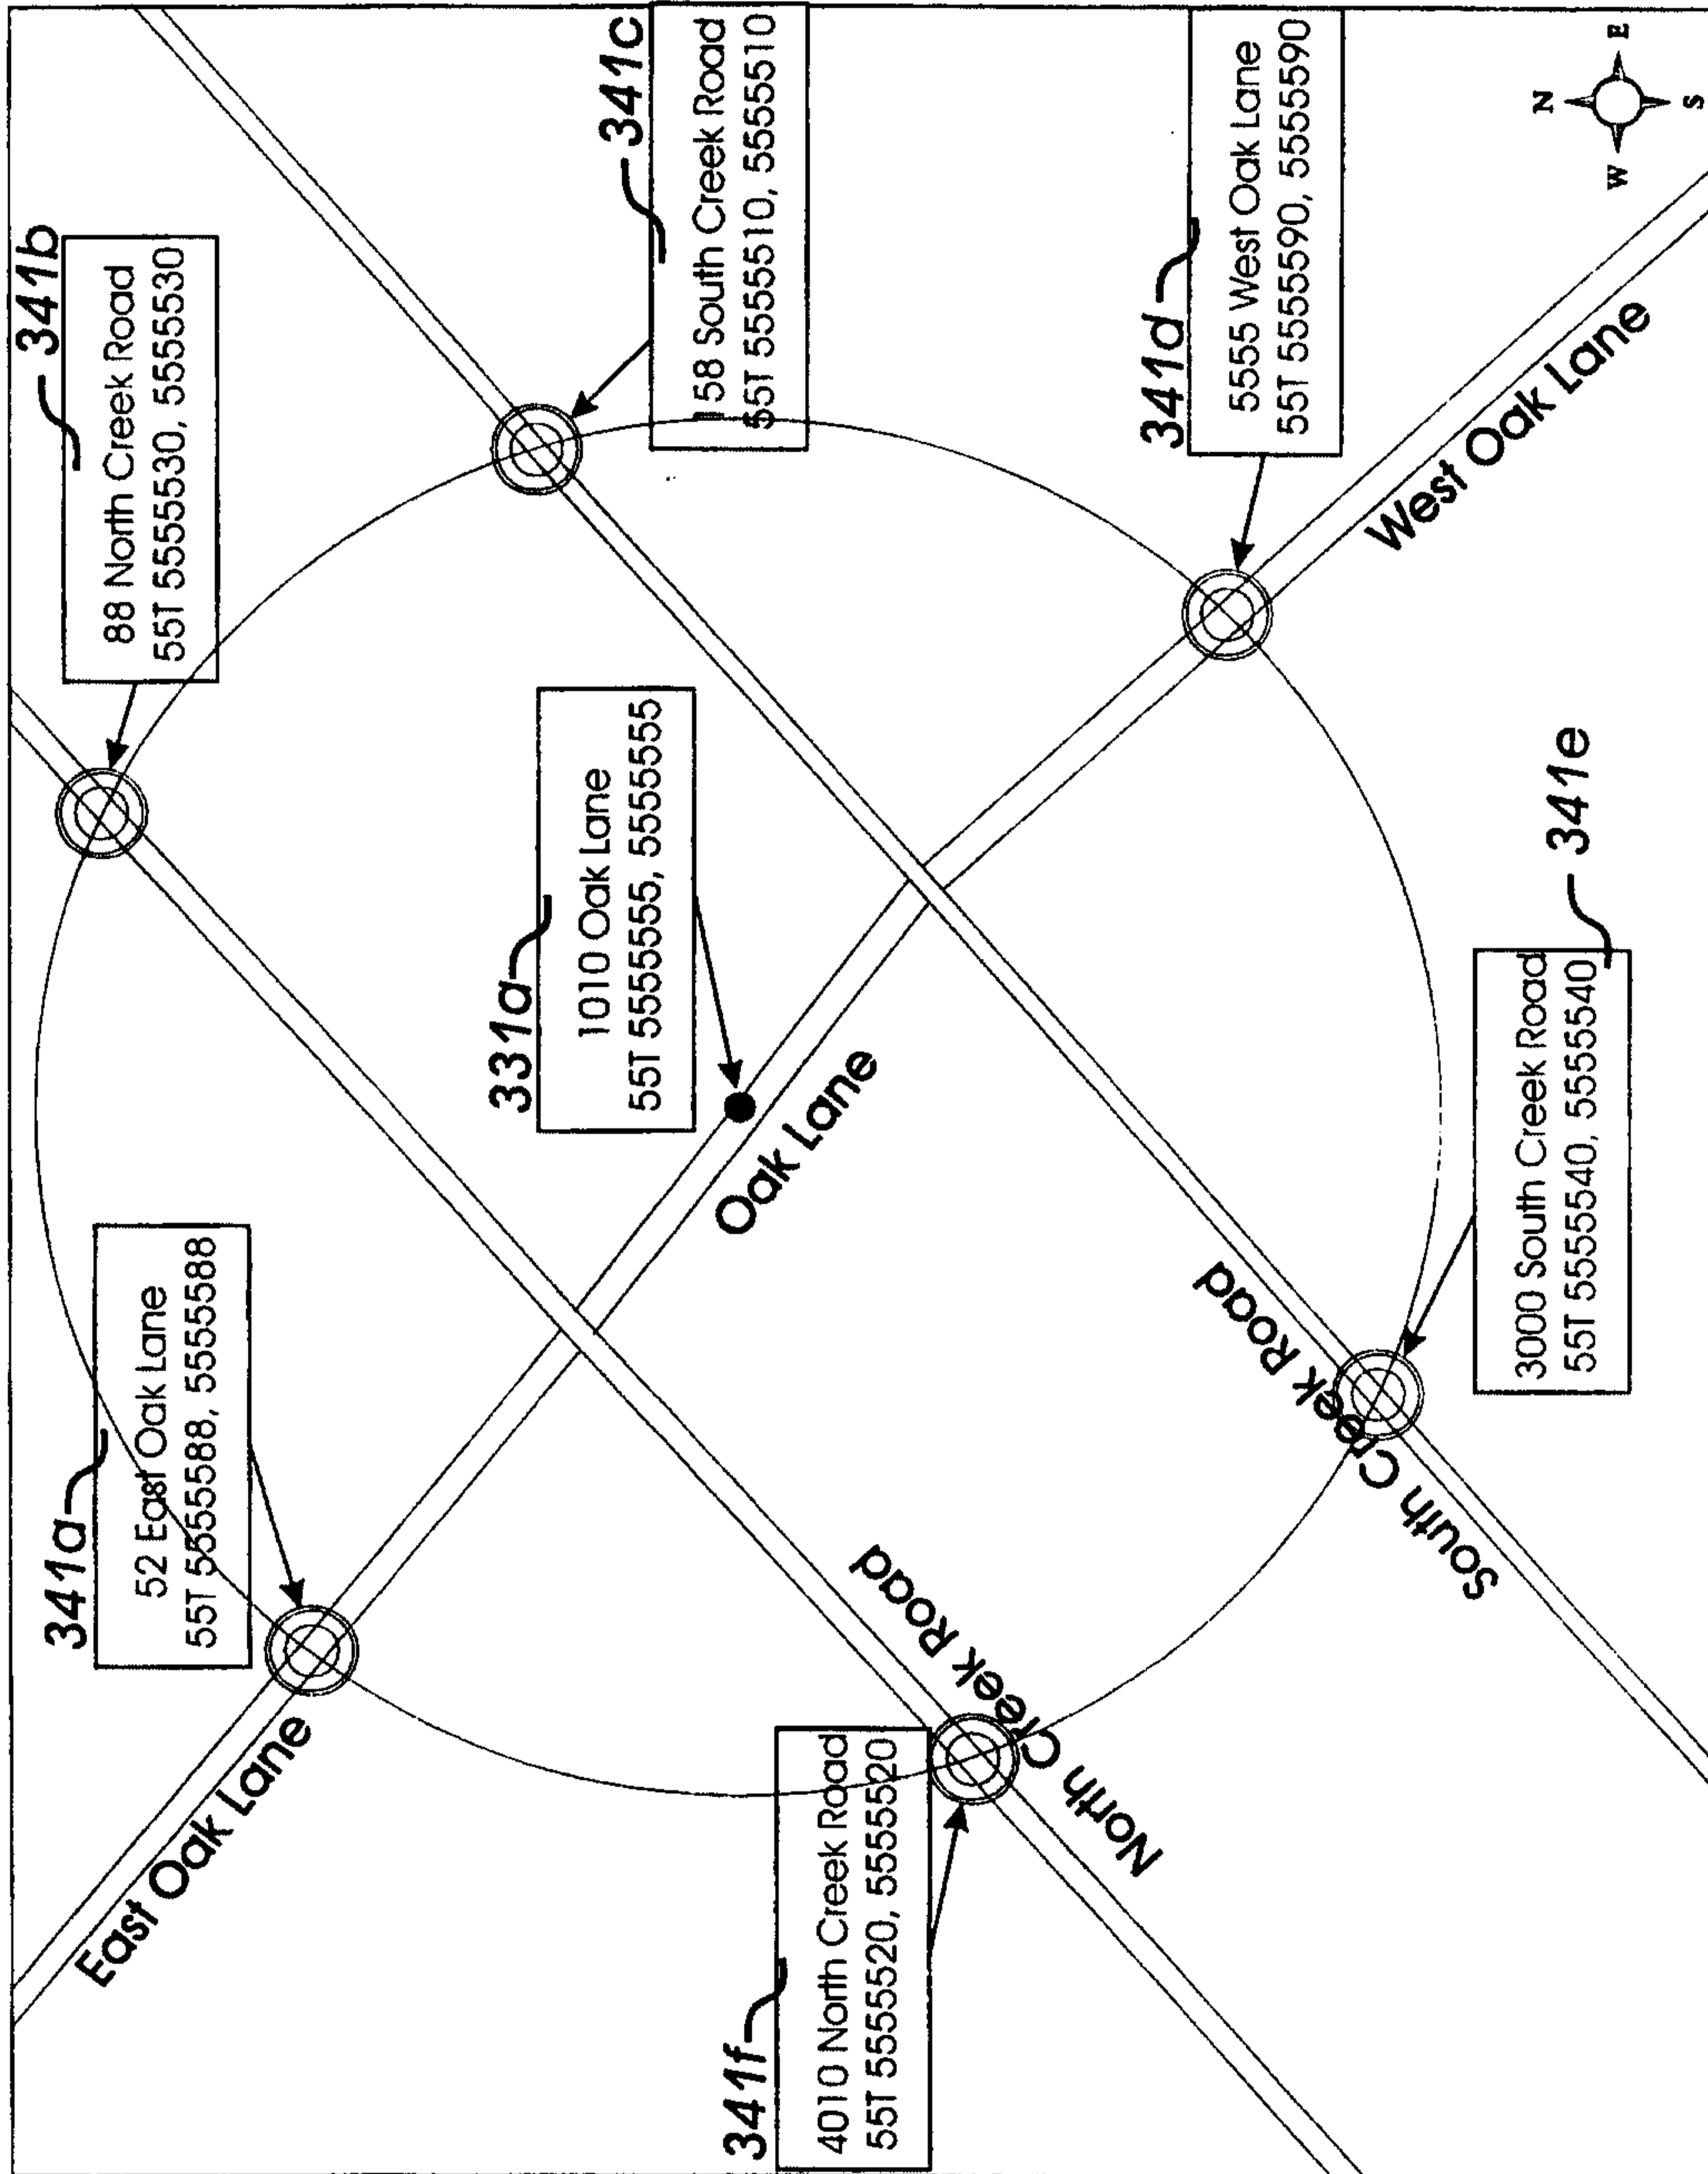 341b
88 North Creek Road
55T 5555530, 5555530
341a
52 East Oak Lane
55T 5555588, 5555588
East Oak Lane
331a
1010 Oak Lane
55T 5555555, 5555555
341c
158 South Creek Road
55T 5555510, 5555510
341f
4010 North Creek Road
55T 5555520, 5555520
Oak Lane
North Creek Road
341d
5555 West Oak Lane
55T 5555590, 5555590
South Creek Road
West Oak Lane
3000 South Creek Road
55T 5555540, 5555540
341e
N
W E
S